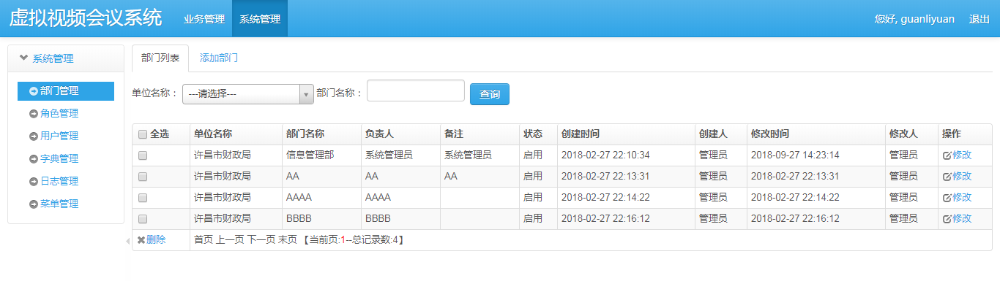 虚拟视频会议系统 业务管理 系统管理 您好, guanliyuan 退出
系统管理
部门管理
角色管理
用户管理
字典管理
日志管理
菜单管理
部门列表 添加部门
单位名称： ---请选择--- 部门名称： 查询
全选 单位名称 部门名称 负责人 备注 状态 创建时间 创建人 修改时间 修改人 操作
许昌市财政局 信息管理部 系统管理员 系统管理员 启用 2018-02-27 22:10:34 管理员 2018-09-27 14:23:14 管理员 修改
许昌市财政局 AA AA AA 启用 2018-02-27 22:13:31 管理员 2018-02-27 22:13:31 管理员 修改
许昌市财政局 AAAA AAAA 启用 2018-02-27 22:14:22 管理员 2018-02-27 22:14:22 管理员 修改
许昌市财政局 BBBB BBBB 启用 2018-02-27 22:16:12 管理员 2018-02-27 22:16:12 管理员 修改
删除 首页 上一页 下一页 末页 【当前页:1--总记录数:4】